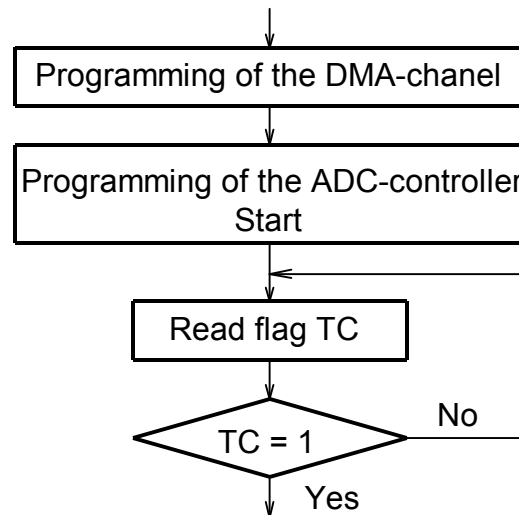 Programming of the DMA-chanel
Programming of the ADC-controller
Start
Read flag TC
TC = 1
No
Yes